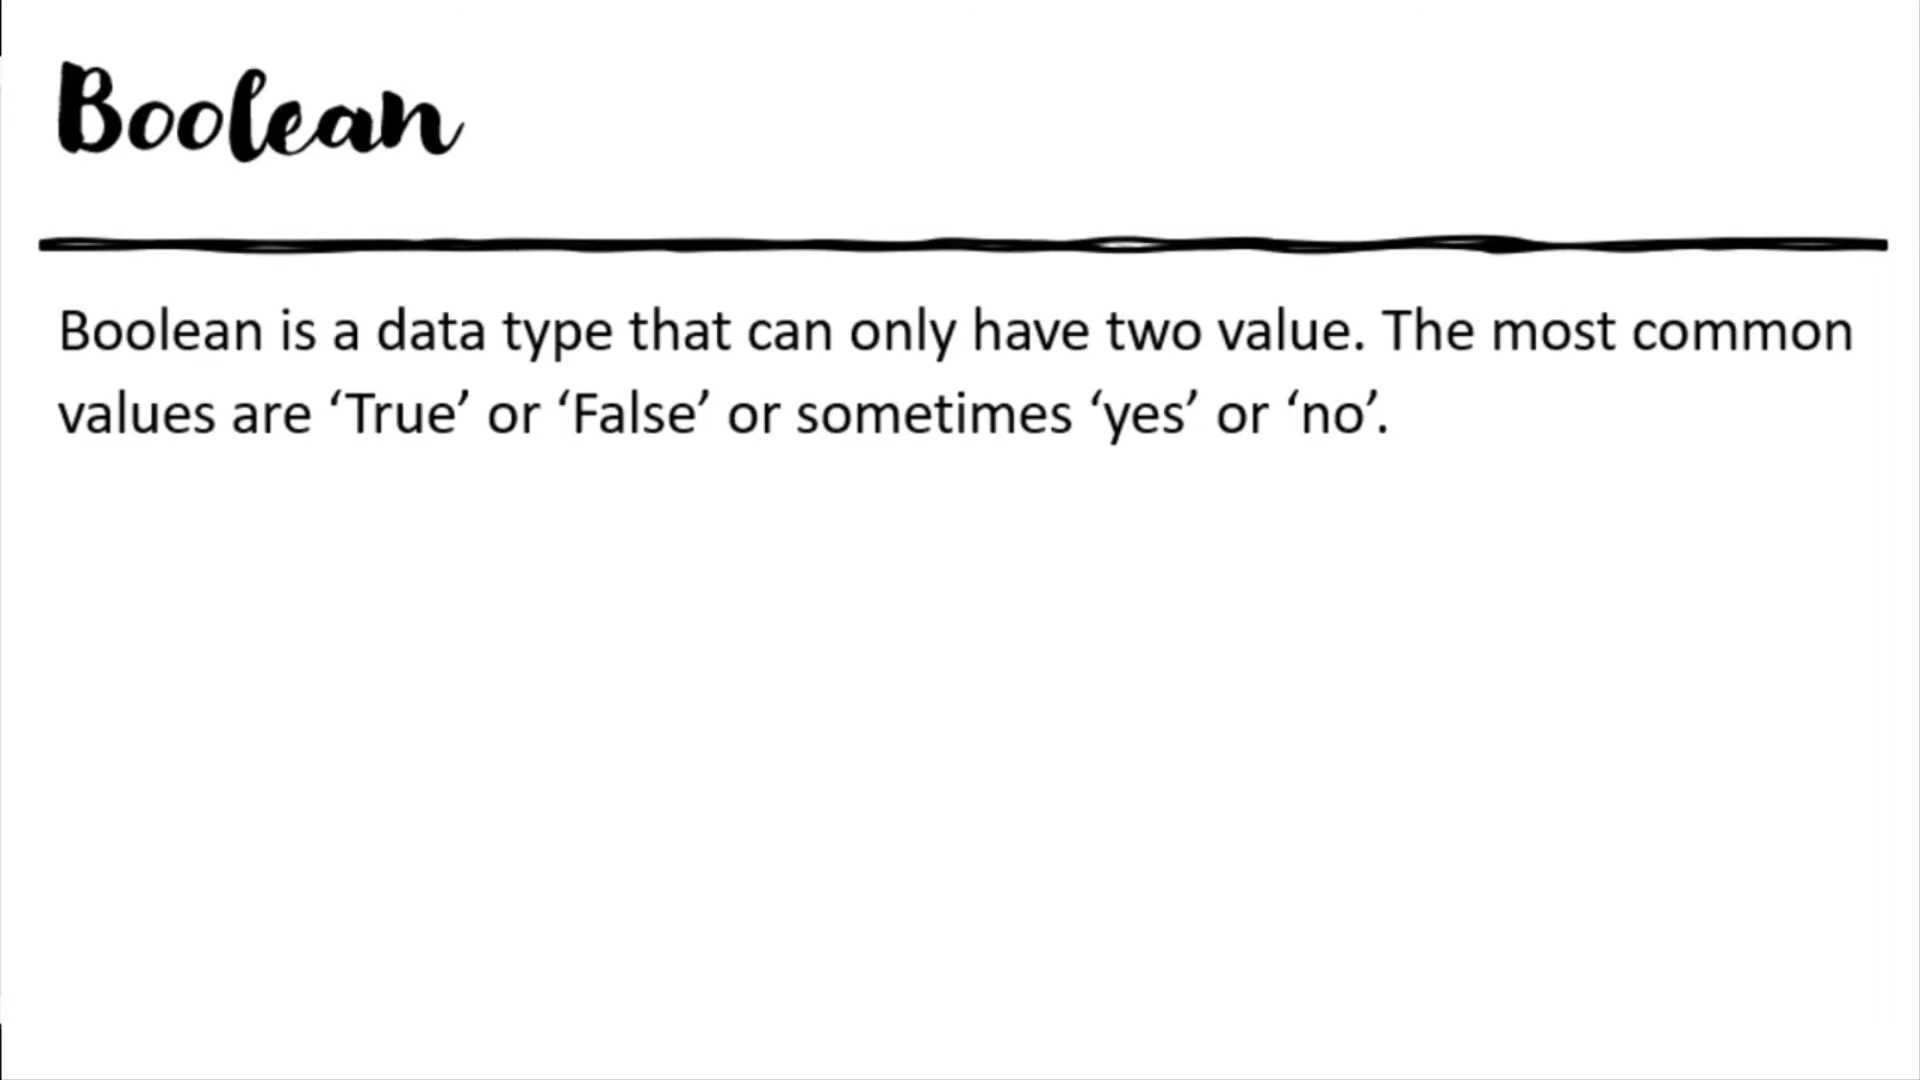 Boolean
Boolean is a data type that can only have two value. The most common
values are ‘True’ or ‘False’ or sometimes ‘yes’ or ‘no’.